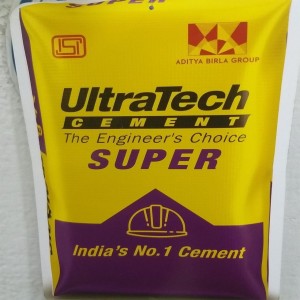 SUPER
ISI
ADITYA BIRLA GROUP
UltraTech
CEMENT
The Engineer's Choice
SUPER
India's No.1 Cement